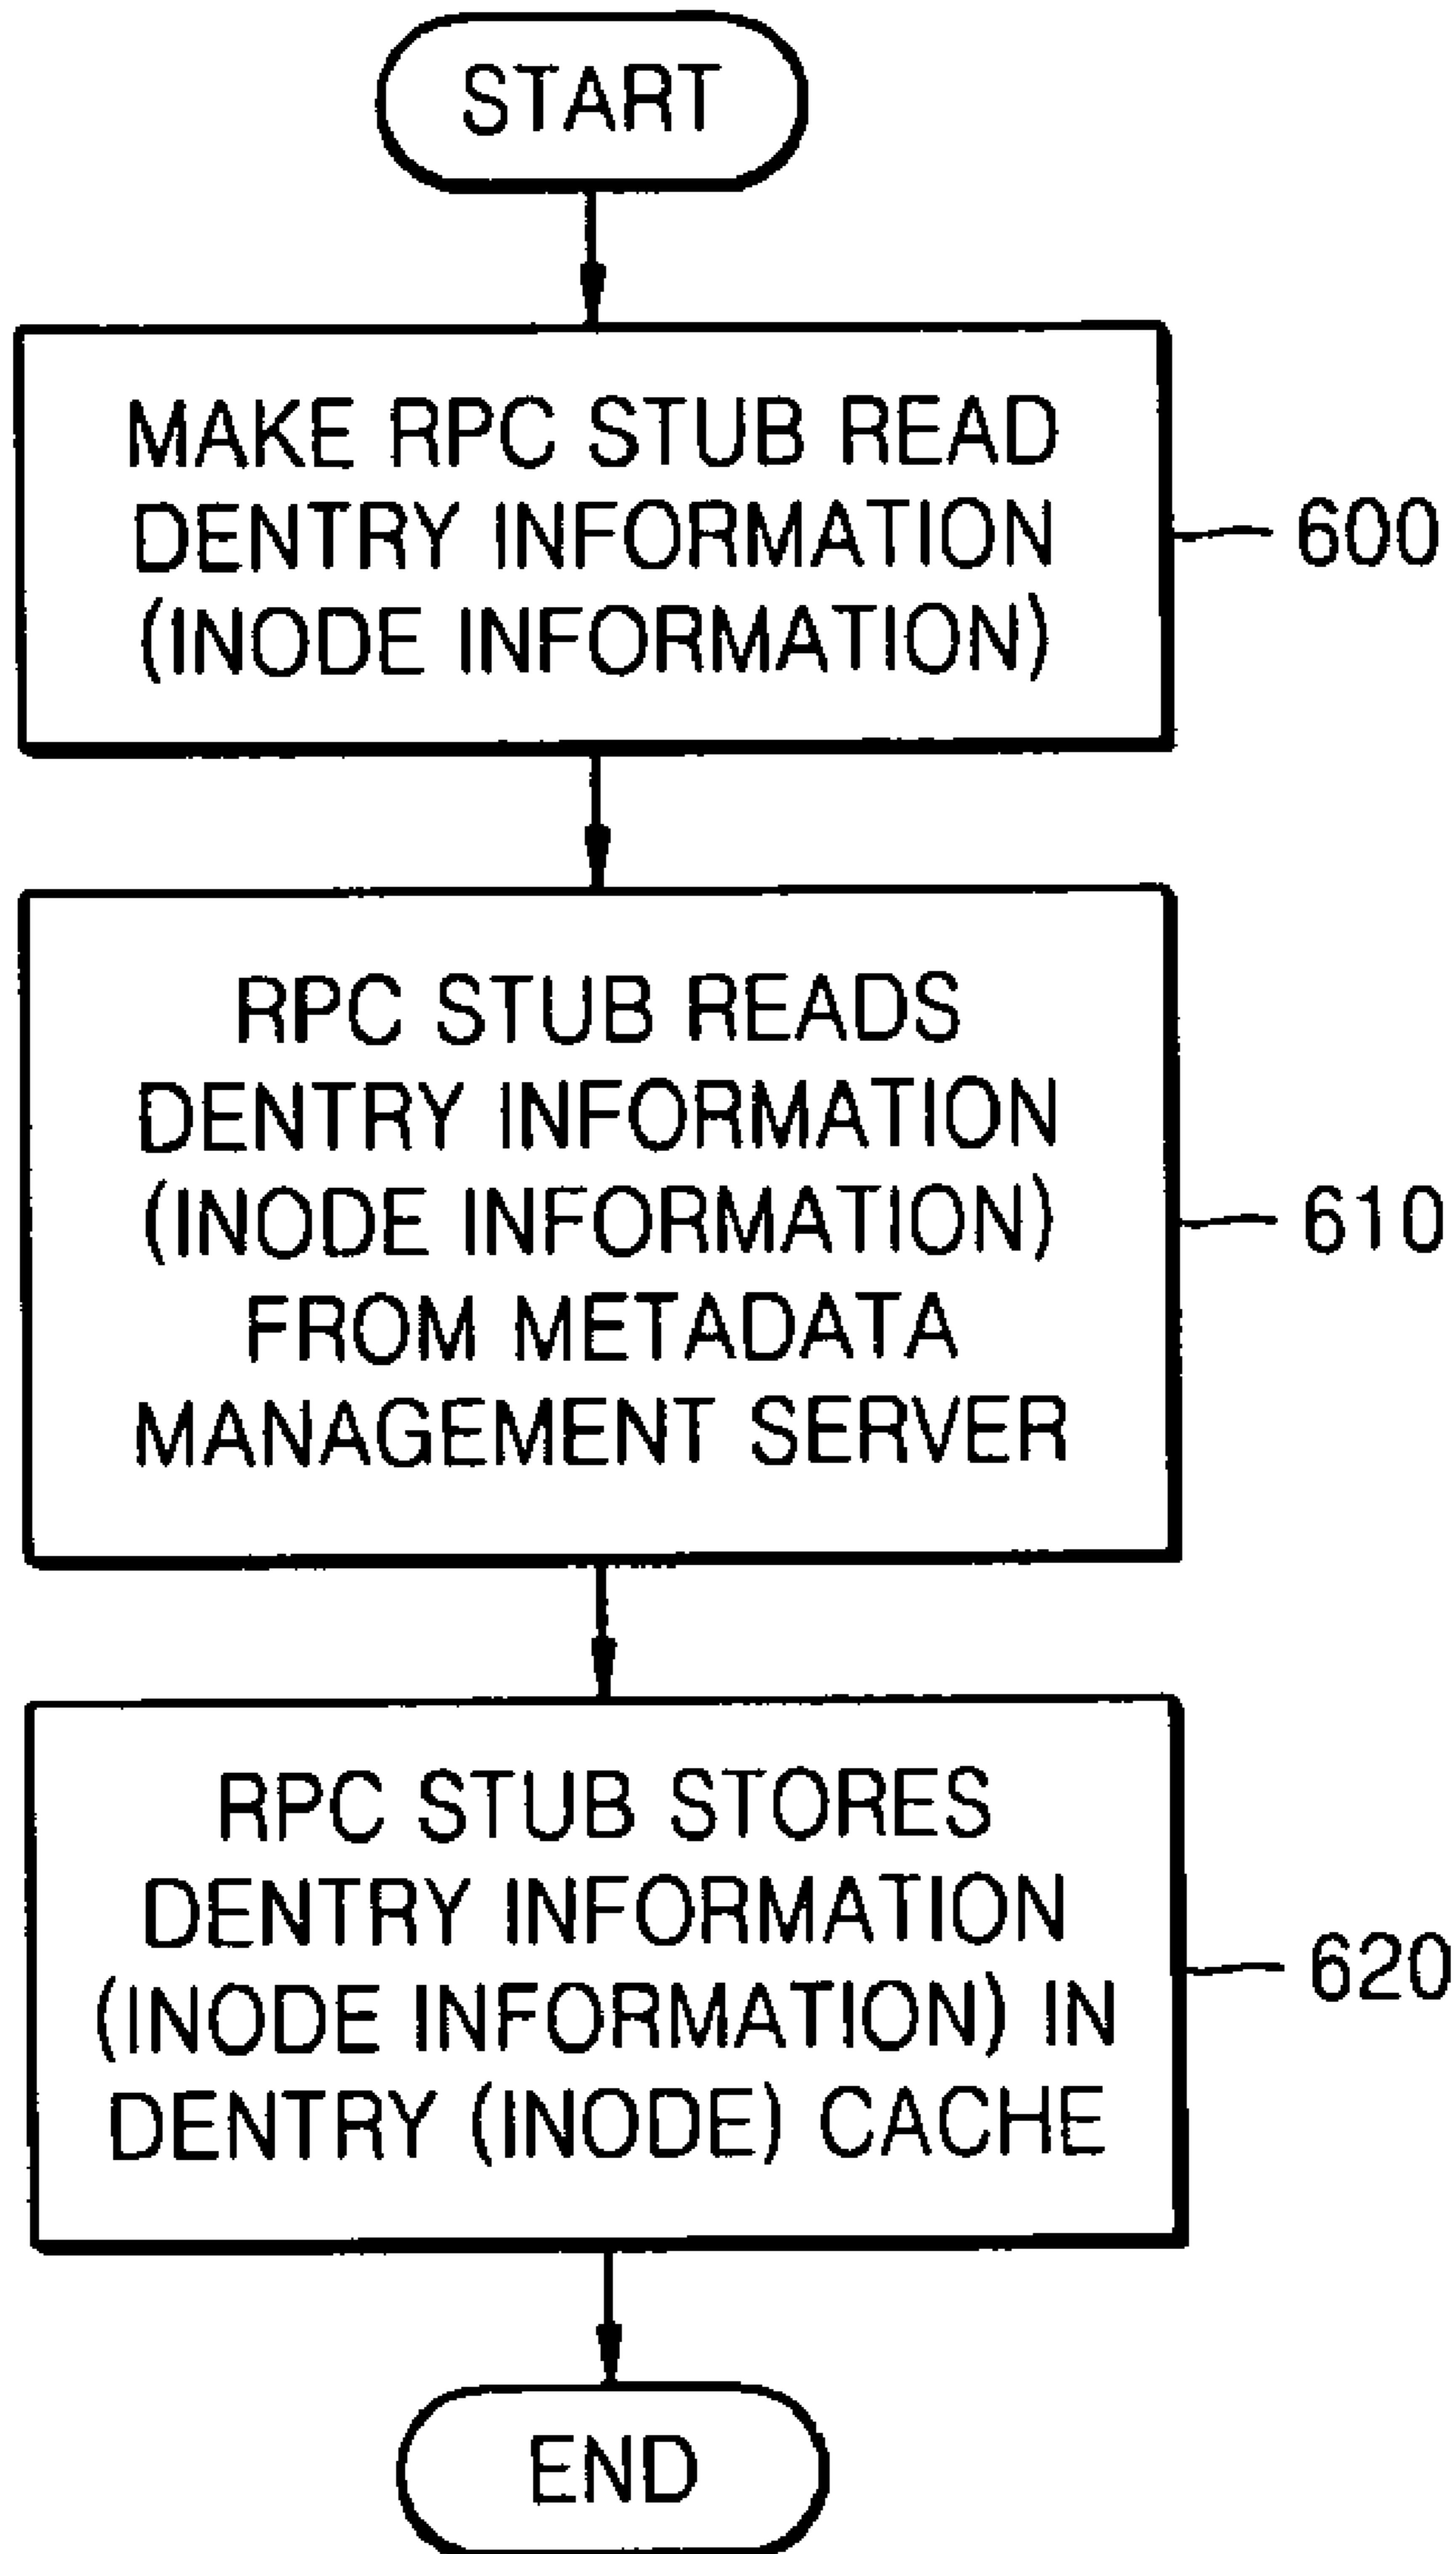 START
MAKE RPC STUB READ
DENTRY INFORMATION
(INODE INFORMATION)
600
RPC STUB READS
DENTRY INFORMATION
(INODE INFORMATION)
FROM METADATA
MANAGEMENT SERVER
610
RPC STUB STORES
DENTRY INFORMATION
(INODE INFORMATION) IN
DENTRY (INODE) CACHE
620
END